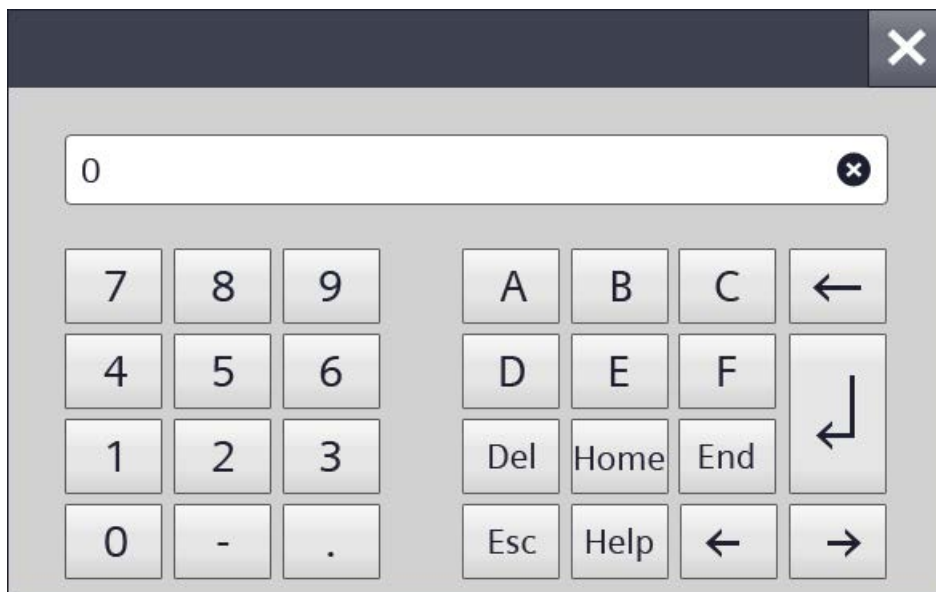 0
7 8 9 A B C ←
4 5 6 D E F ↵
1 2 3 Del Home End
0 - . Esc Help ← →